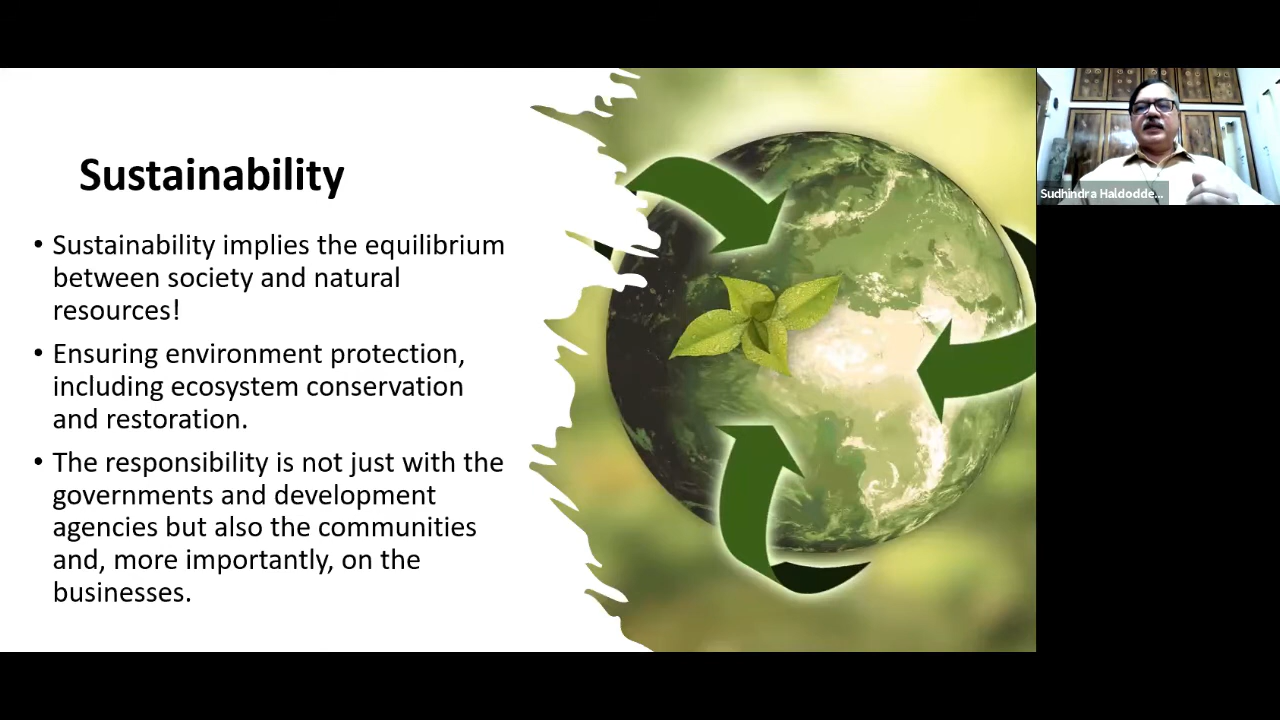 Sustainability
• Sustainability implies the equilibrium
between society and natural
resources!
• Ensuring environment protection,
including ecosystem conservation
and restoration.
• The responsibility is not just with the
governments and development
agencies but also the communities
and, more importantly, on the
businesses.
Sudhindra Haldodde...